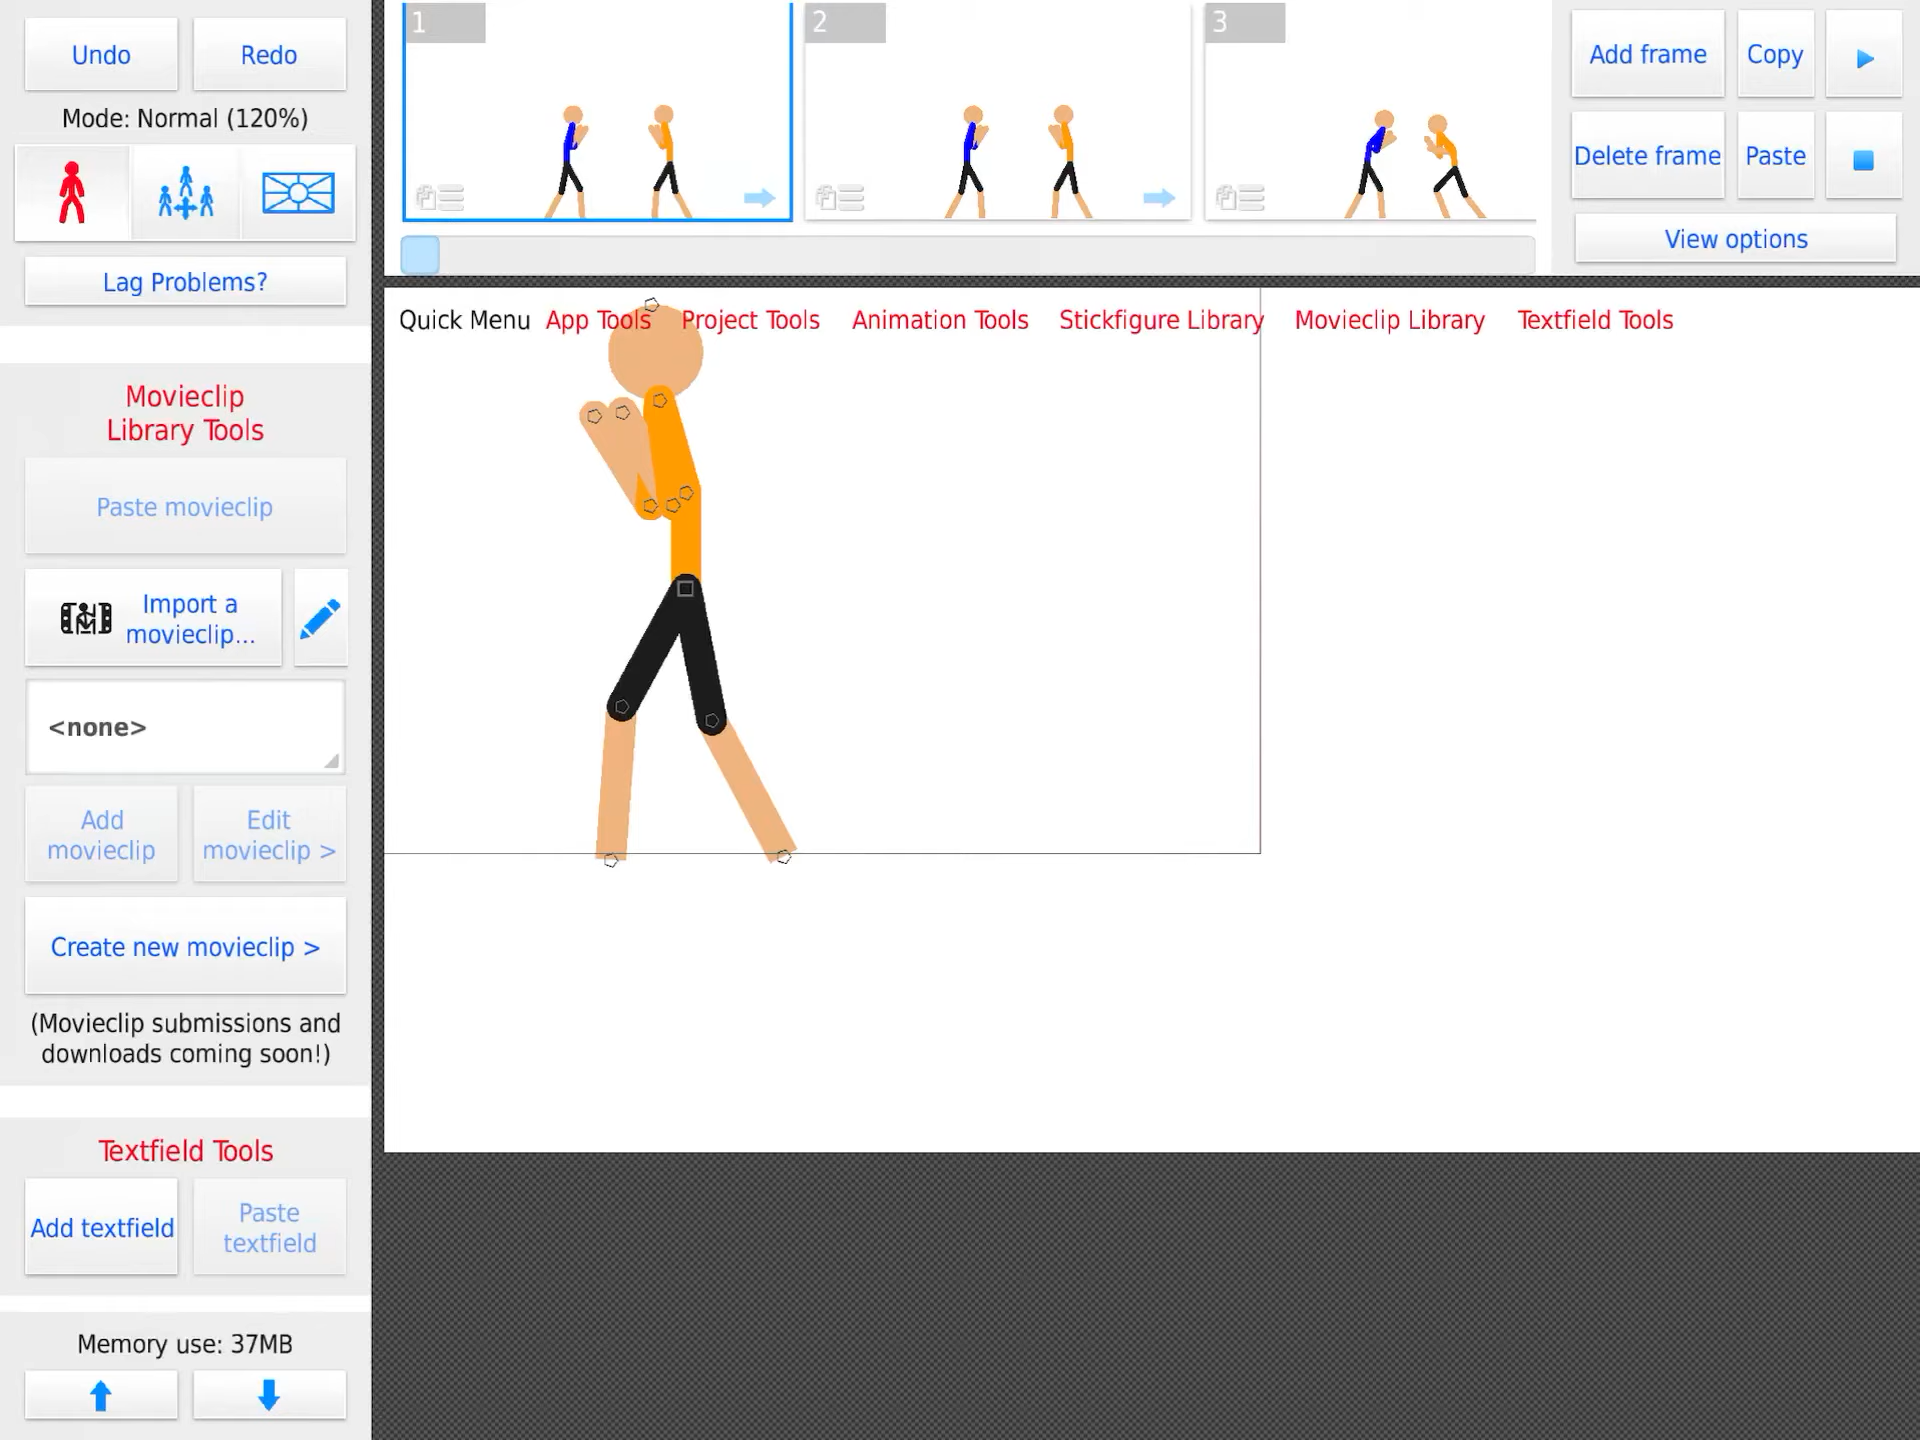 Undo
Redo
Mode: Normal (120%)
Lag Problems?
Movieclip
Library Tools
Paste movieclip
Import a
movieclip...
<none>
Add
movieclip
Edit
movieclip >
Create new movieclip >
(Movieclip submissions and
downloads coming soon!)
Textfield Tools
Add textfield
Paste
textfield
Memory use: 37MB
1
2
3
Add frame
Copy
Delete frame
Paste
View options
Quick Menu
App Tools
Project Tools
Animation Tools
Stickfigure Library
Movieclip Library
Textfield Tools